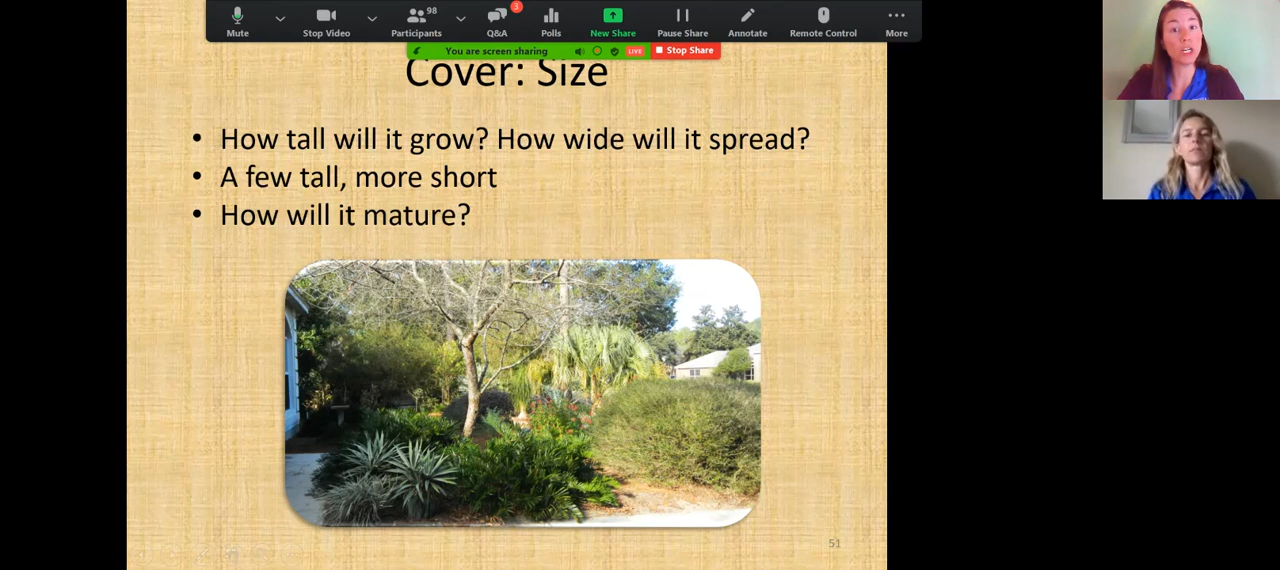 98
3
Mute
Stop Video
Participants
Q&A
Polls
New Share
Pause Share
Annotate
Remote Control
More
You are screen sharing
LIVE
Stop Share
Cover: Size
• How tall will it grow? How wide will it spread?
• A few tall, more short
• How will it mature?
51